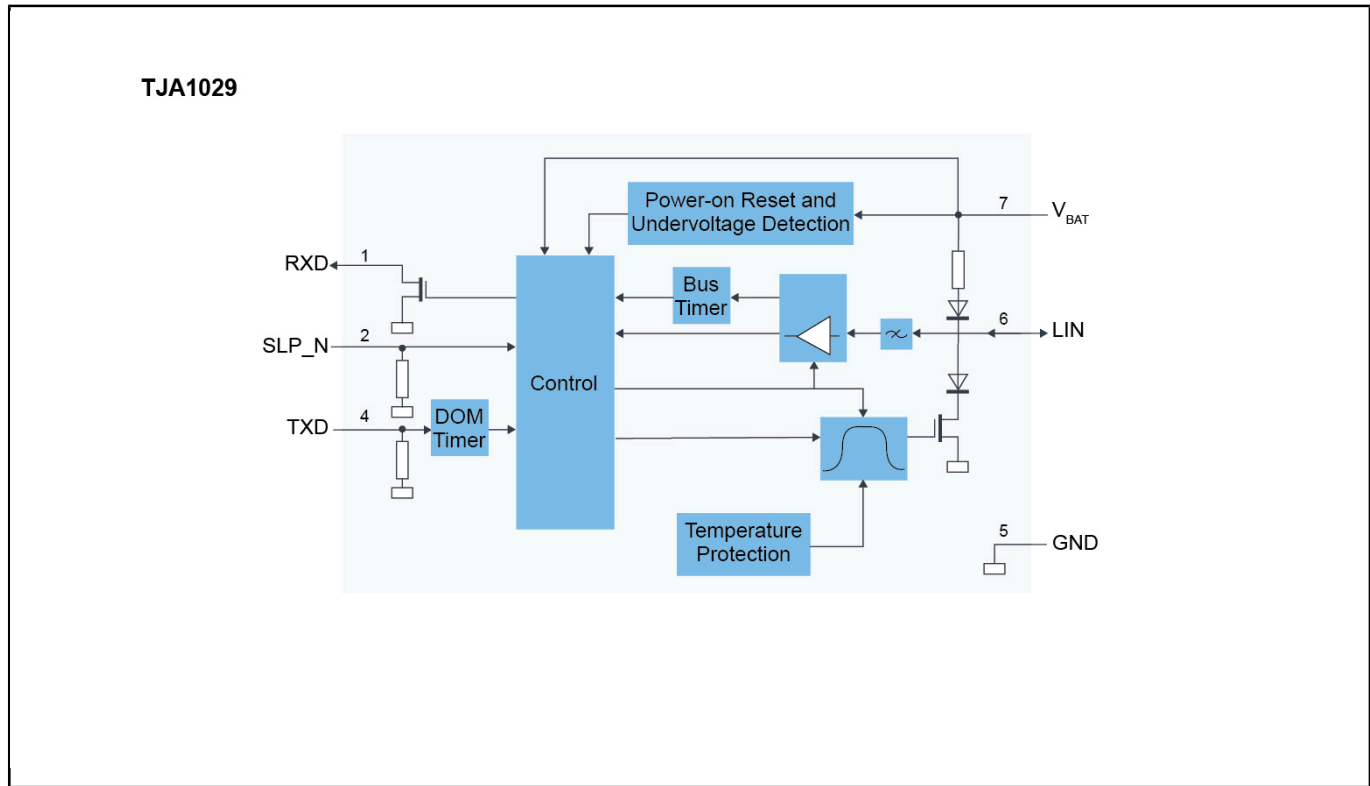 TJA1029
Power-on Reset and
Undervoltage Detection
7
V_BAT
RXD
1
Bus
Timer
6
LIN
SLP_N
2
Control
TXD
4
DOM
Timer
Temperature
Protection
5
GND